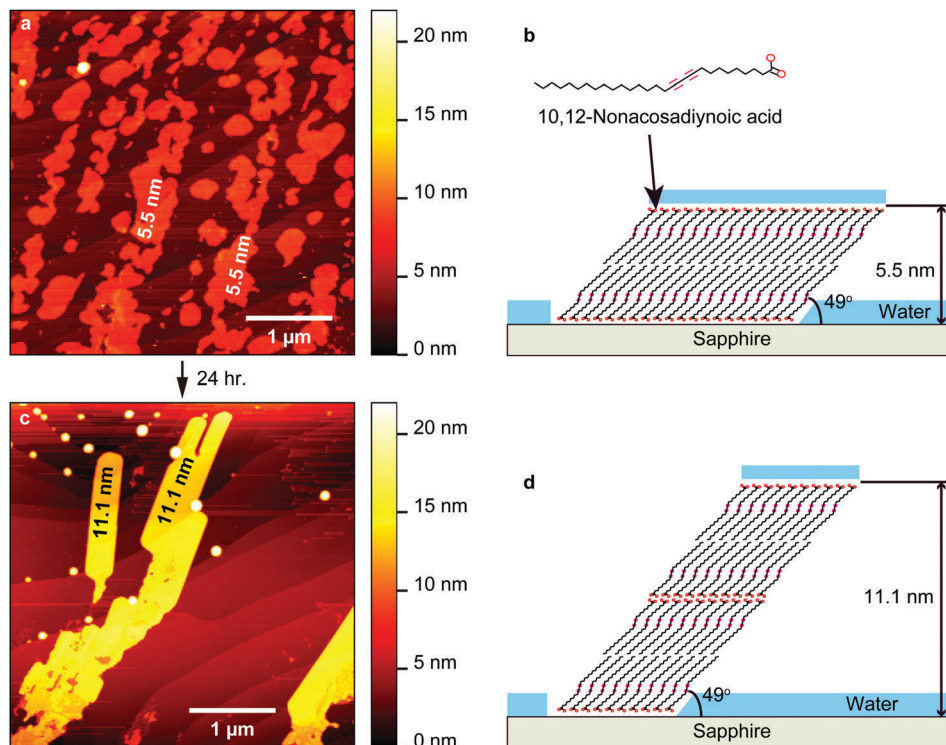 a
5.5 nm
5.5 nm
1 µm
20 nm
15 nm
10 nm
5 nm
0 nm
b
10,12-Nonacosadiynoic acid
5.5 nm
49°
Water
Sapphire
24 hr.
c
11.1 nm
11.1 nm
1 µm
20 nm
15 nm
10 nm
5 nm
0 nm
d
11.1 nm
49°
Water
Sapphire